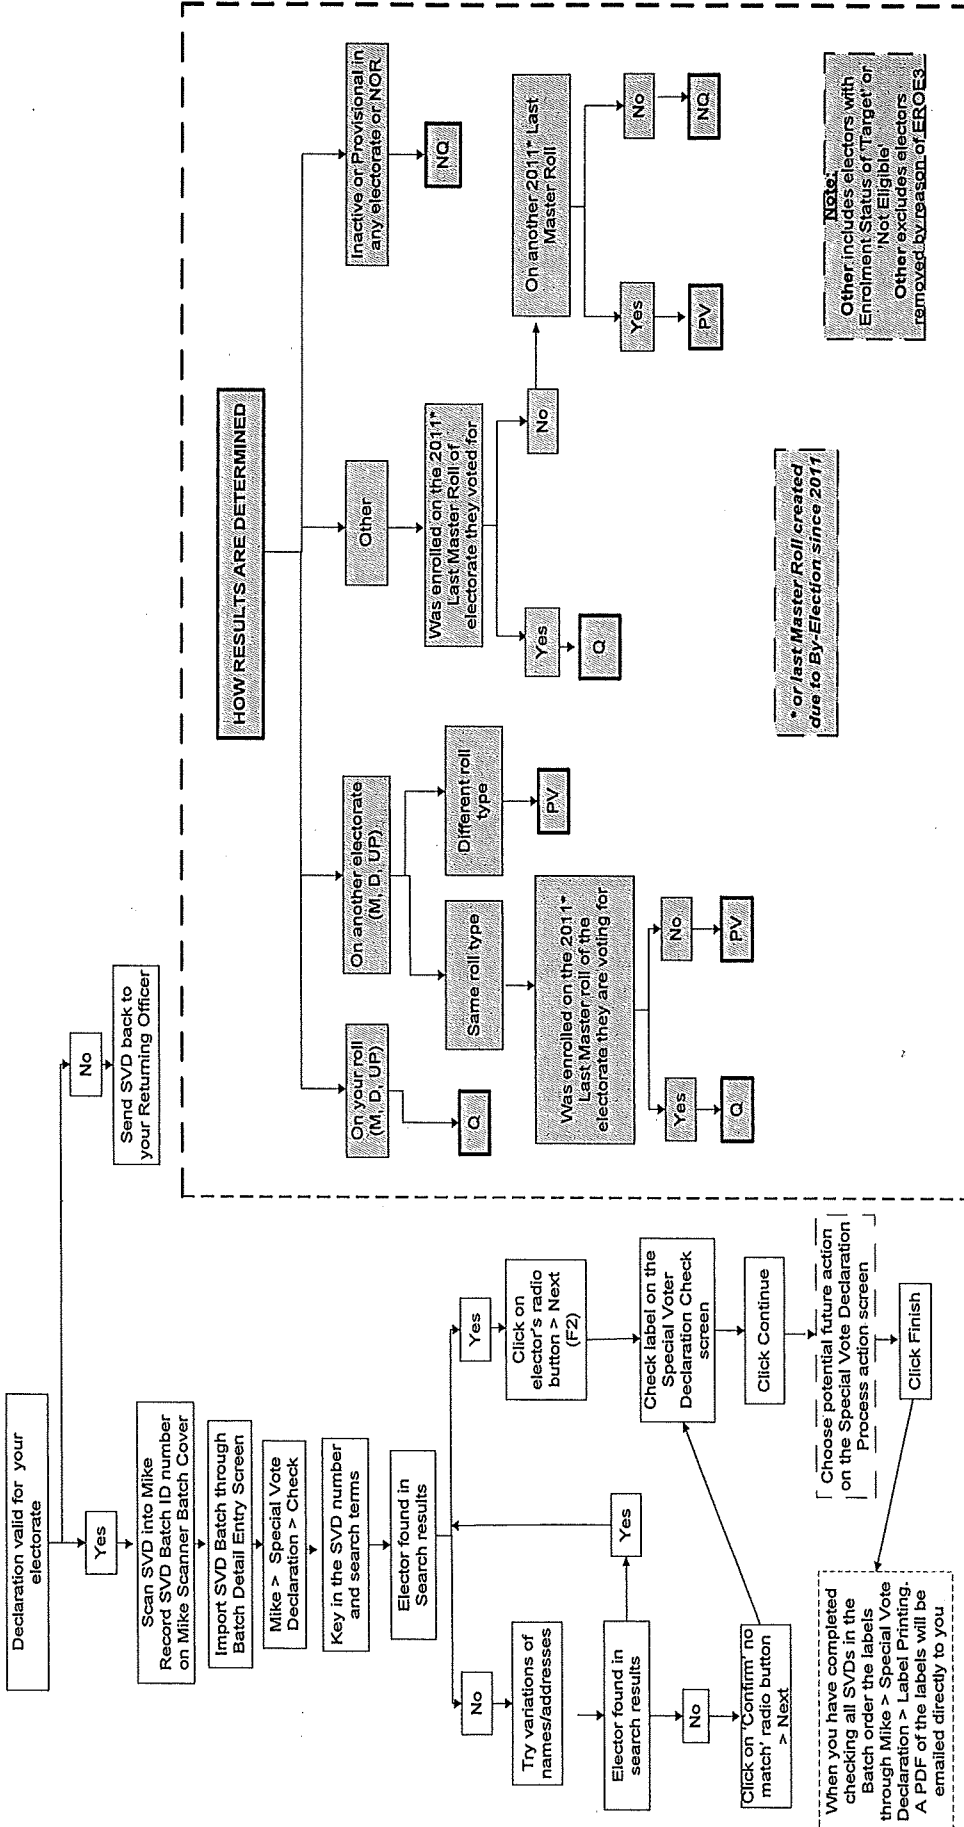 Declaration valid for your
electorate
No
Send SVD back to
your Returning Officer
Yes
Scan SVD into Mike
Record SVD Batch ID number
on Mike Scanner Batch Cover
Import SVD Batch through
Batch Detail Entry Screen
Mike > Special Vote
Declaration > Check
Key in the SVD number
and search terms
Elector found in
Search results
No
Try variations of
names/addresses
Elector found in
search results
Yes
No
Click on 'Confirm' no
match' radio button
> Next
Yes
Click on
elector's radio
button > Next
(F2)
Check label on the
Special Voter
Declaration Check
screen
Click Continue
Choose potential future action
on the Special Vote Declaration
Process action screen
Click Finish
When you have completed
checking all SVDs in the
Batch order the labels
through Mike > Special Vote
Declaration > Label Printing.
A PDF of the labels will be
emailed directly to you
HOW RESULTS ARE DETERMINED
On your roll
(M, D, UP)
Q
On another electorate
(M, D, UP)
Same roll type
Different roll
type
PV
Was enrolled on the 2011*
Last Master roll of the
electorate they are voting for
Yes
Q
No
PV
Other
Was enrolled on the 2011*
Last Master Roll of
electorate they voted for
Yes
Q
No
On another 2011* Last
Master Roll
Yes
PV
No
NQ
Inactive or Provisional in
any electorate or NOR
NQ
* or last Master Roll created
due to By-Election since 2011
Note:
Other includes electors with
Enrolment Status of 'Target' or
'Not Eligible'
Other excludes electors
removed by reason of EROE3